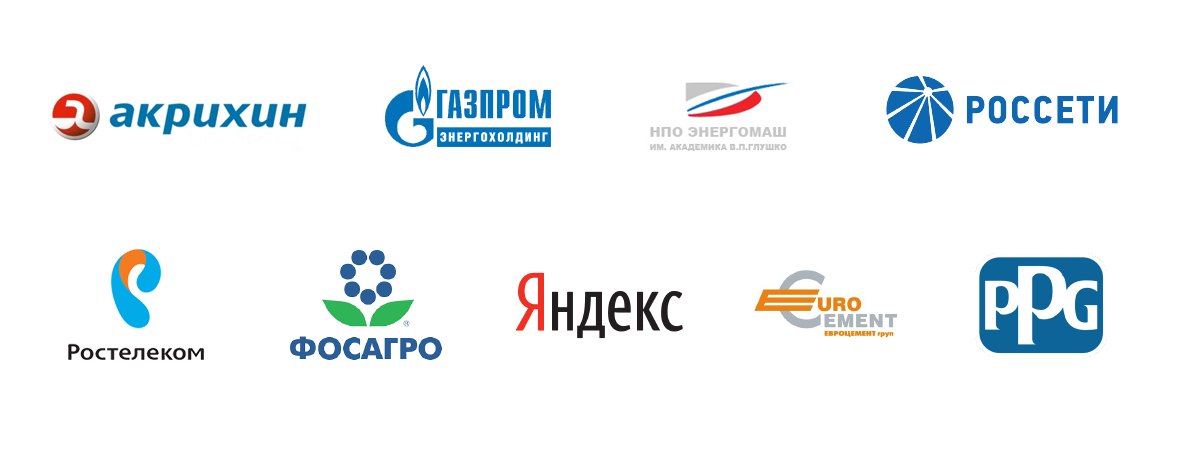 акрихин
ГАЗПРОМ
ЭНЕРГОХОЛДИНГ
НПО ЭНЕРГОМАШ
ИМ. АКАДЕМИКА В.П.ГЛУШКО
РОССЕТИ
Ростелеком
®
ФОСАГРО
Яндекс
EURO
CEMENT
ЕВРОЦЕМЕНТ груп
PPG